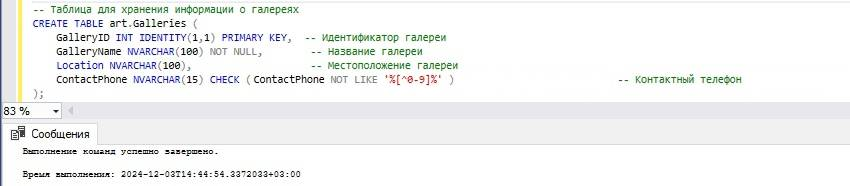 -- Таблица для хранения информации о галереях
CREATE TABLE art.Galleries (
GalleryID INT IDENTITY(1,1) PRIMARY KEY, -- Идентификатор галереи
GalleryName NVARCHAR(100) NOT NULL, -- Название галереи
Location NVARCHAR(100), -- Местоположение галереи
ContactPhone NVARCHAR(15) CHECK (ContactPhone NOT LIKE '%[^0-9]%' ) -- Контактный телефон
);
83 %
Сообщения
Выполнение команд успешно завершено.
Время выполнения: 2024-12-03T14:44:54.3372033+03:00